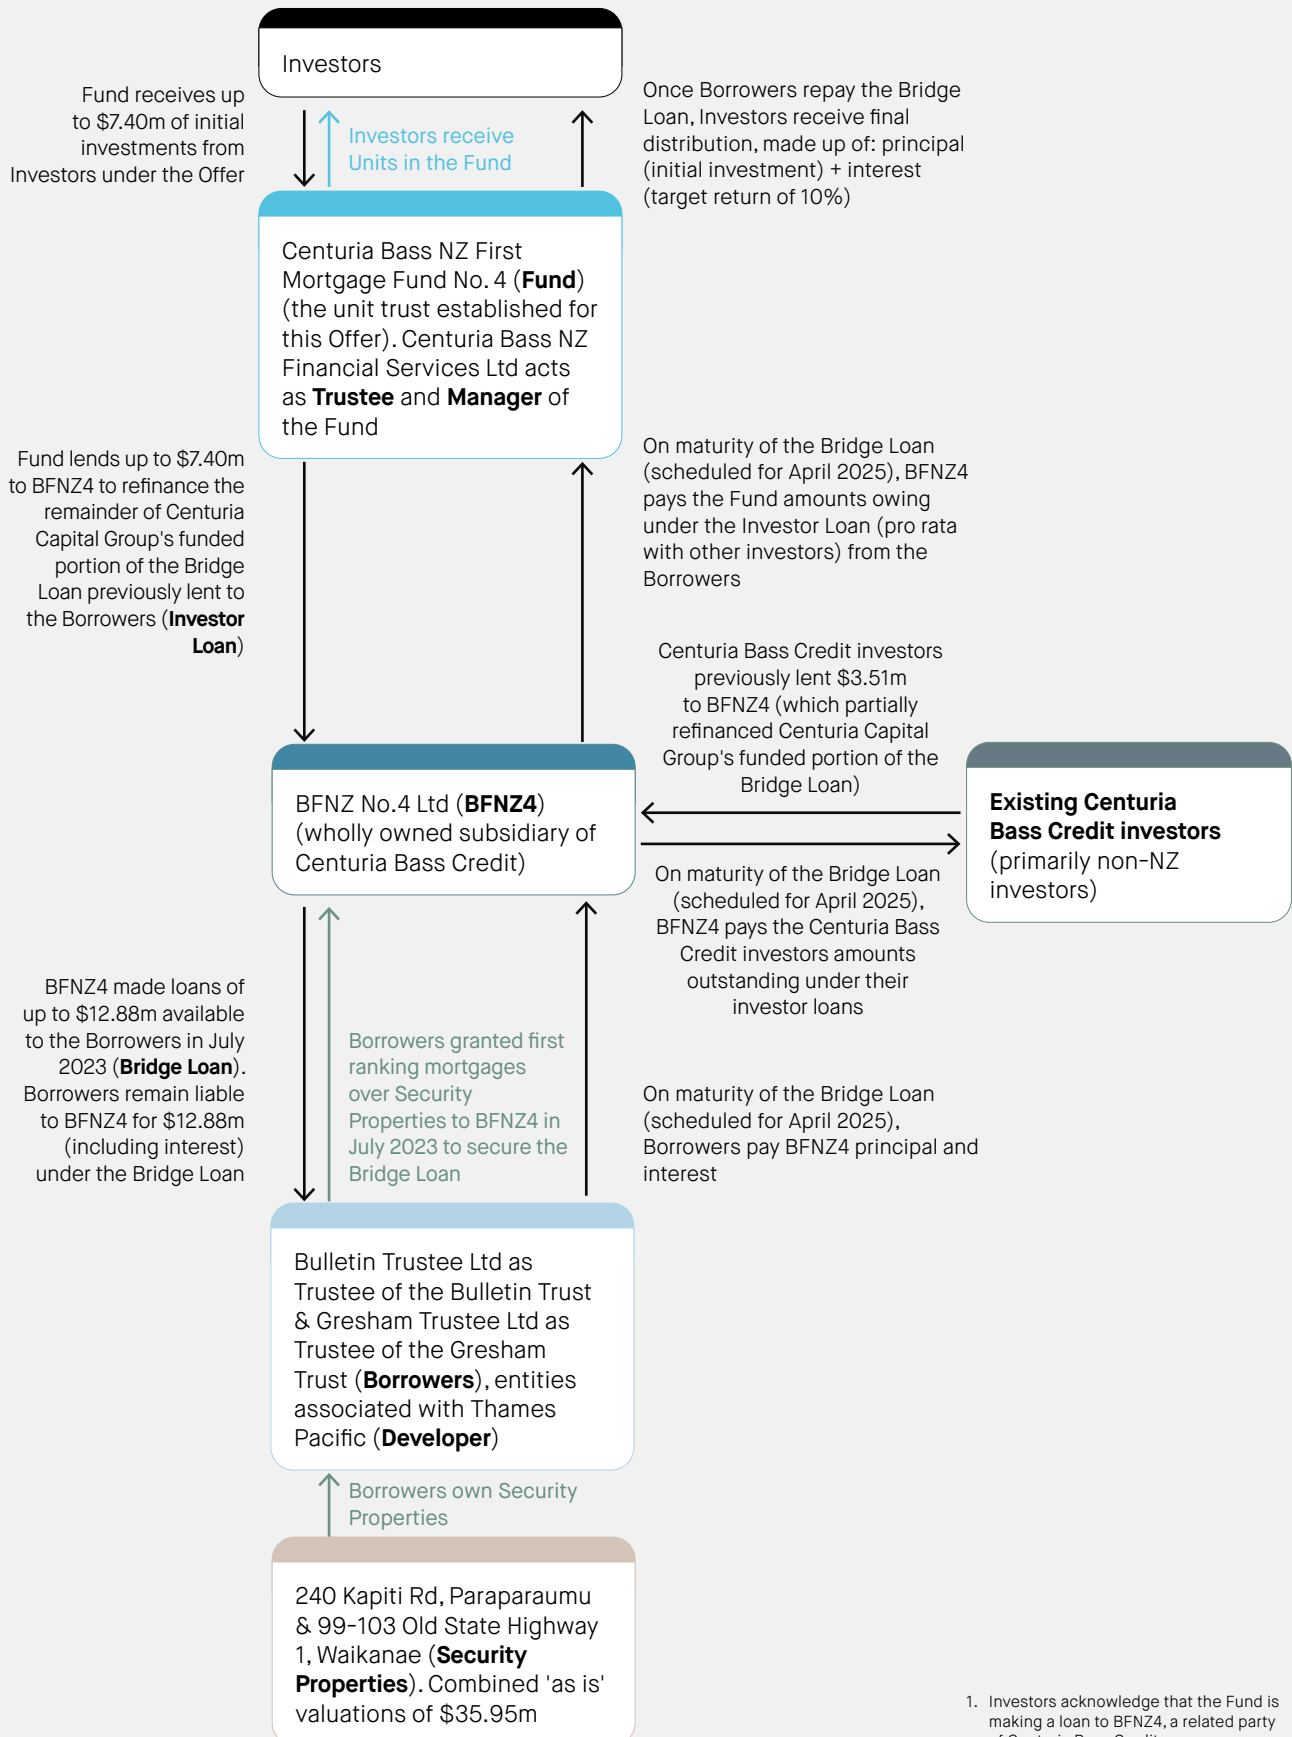 Investors
Fund receives up
to $7.40m of initial
investments from
Investors under the Offer
Investors receive
Units in the Fund
Once Borrowers repay the Bridge
Loan, Investors receive final
distribution, made up of: principal
(initial investment) + interest
(target return of 10%)
Centuria Bass NZ First
Mortgage Fund No. 4 (Fund)
(the unit trust established for
this Offer). Centuria Bass NZ
Financial Services Ltd acts
as Trustee and Manager of
the Fund
Fund lends up to $7.40m
to BFNZ4 to refinance the
remainder of Centuria
Capital Group's funded
portion of the Bridge
Loan previously lent to
the Borrowers (Investor
Loan)
On maturity of the Bridge Loan
(scheduled for April 2025), BFNZ4
pays the Fund amounts owing
under the Investor Loan (pro rata
with other investors) from the
Borrowers
Centuria Bass Credit investors
previously lent $3.51m
to BFNZ4 (which partially
refinanced Centuria Capital
Group's funded portion of the
Bridge Loan)
BFNZ No.4 Ltd (BFNZ4)
(wholly owned subsidiary of
Centuria Bass Credit)
Existing Centuria
Bass Credit investors
(primarily non-NZ
investors)
On maturity of the Bridge Loan
(scheduled for April 2025),
BFNZ4 pays the Centuria Bass
Credit investors amounts
outstanding under their
investor loans
BFNZ4 made loans of
up to $12.88m available
to the Borrowers in July
2023 (Bridge Loan).
Borrowers remain liable
to BFNZ4 for $12.88m
(including interest)
under the Bridge Loan
Borrowers granted first
ranking mortgages
over Security
Properties to BFNZ4 in
July 2023 to secure the
Bridge Loan
On maturity of the Bridge Loan
(scheduled for April 2025),
Borrowers pay BFNZ4 principal and
interest
Bulletin Trustee Ltd as
Trustee of the Bulletin Trust
& Gresham Trustee Ltd as
Trustee of the Gresham
Trust (Borrowers), entities
associated with Thames
Pacific (Developer)
Borrowers own Security
Properties
240 Kapiti Rd, Paraparaumu
& 99-103 Old State Highway
1, Waikanae (Security
Properties). Combined 'as is'
valuations of $35.95m
1. Investors acknowledge that the Fund is
making a loan to BFNZ4, a related party